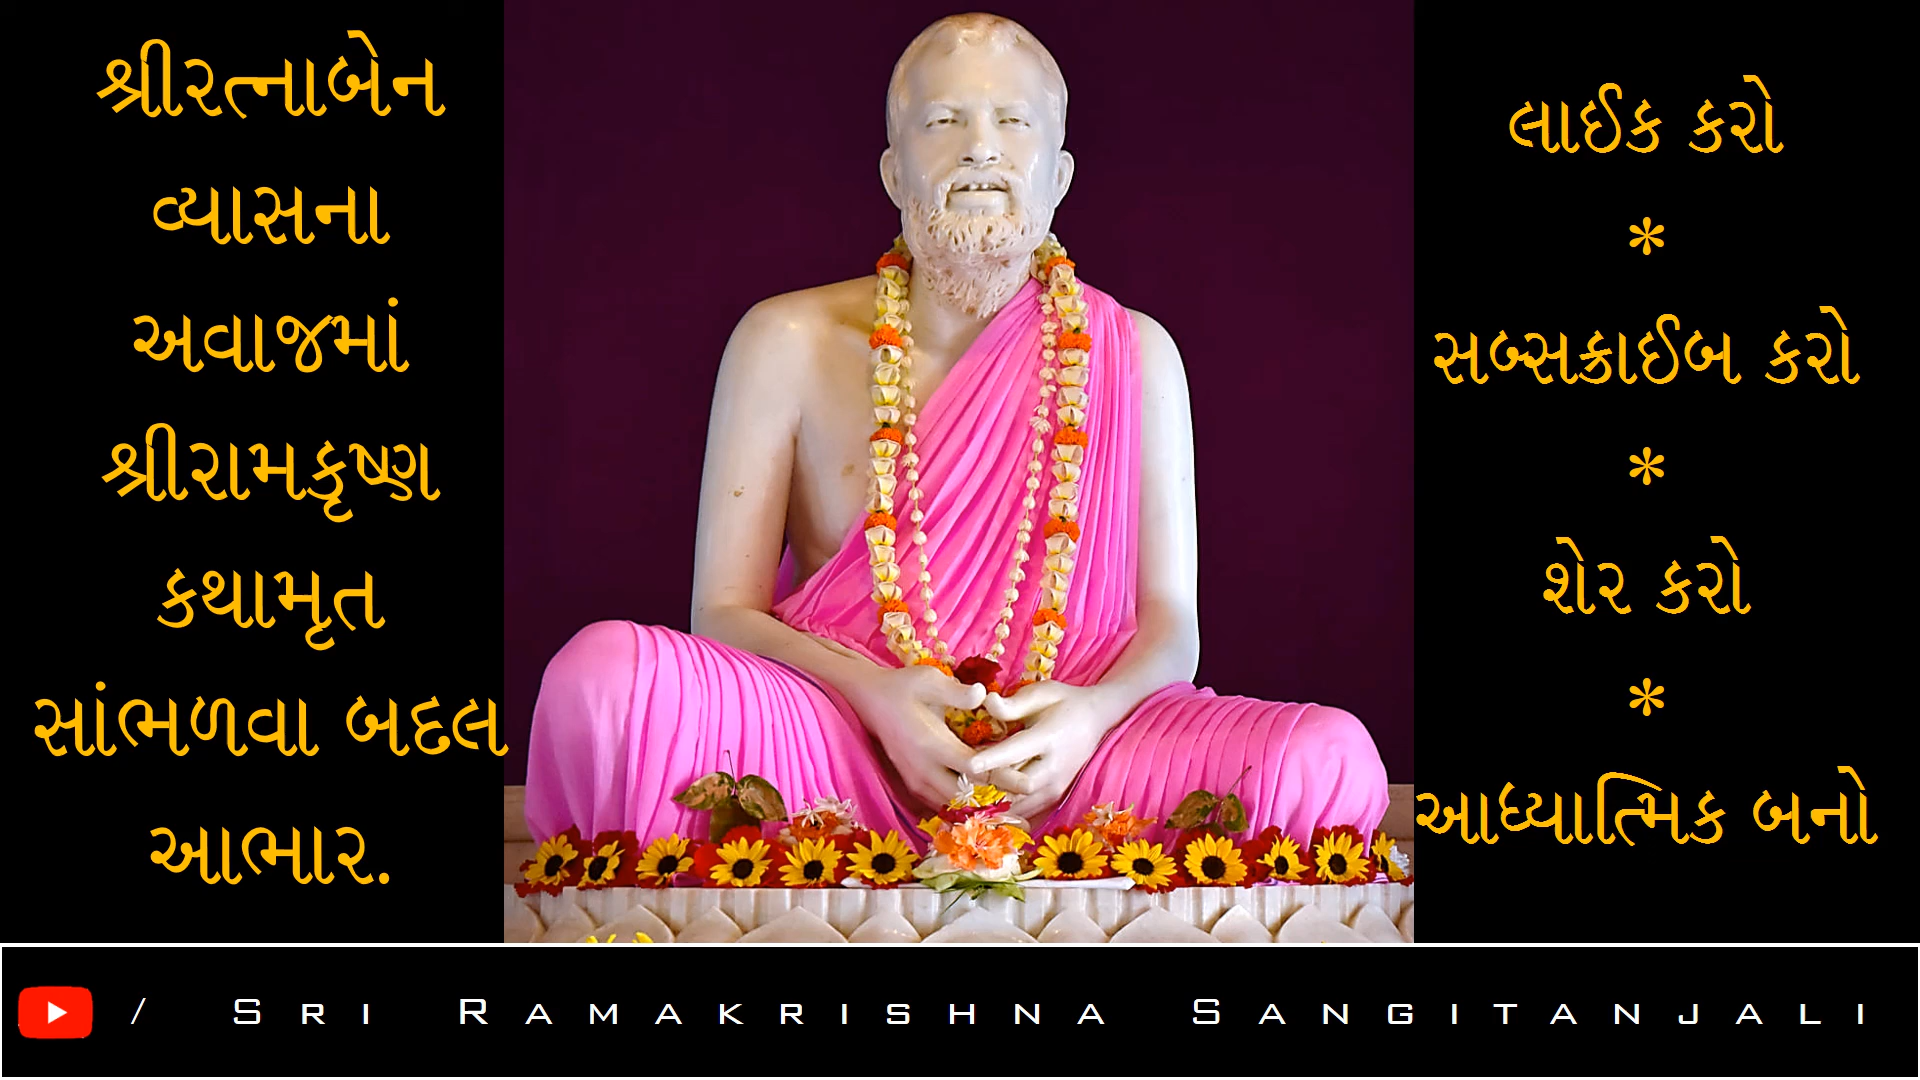 શ્રીરત્નાબેન
વ્યાસના
અવાજમાં
શ્રીરામકૃષ્ણ
કથામૃત
સાંભળવા બદલ
આભાર.
લાઈક કરો
*
સબ્સક્રાઈબ કરો
*
શેર કરો
*
આધ્યાત્મિક બનો
/ SRI RAMAKRISHNA SANGITANJALI